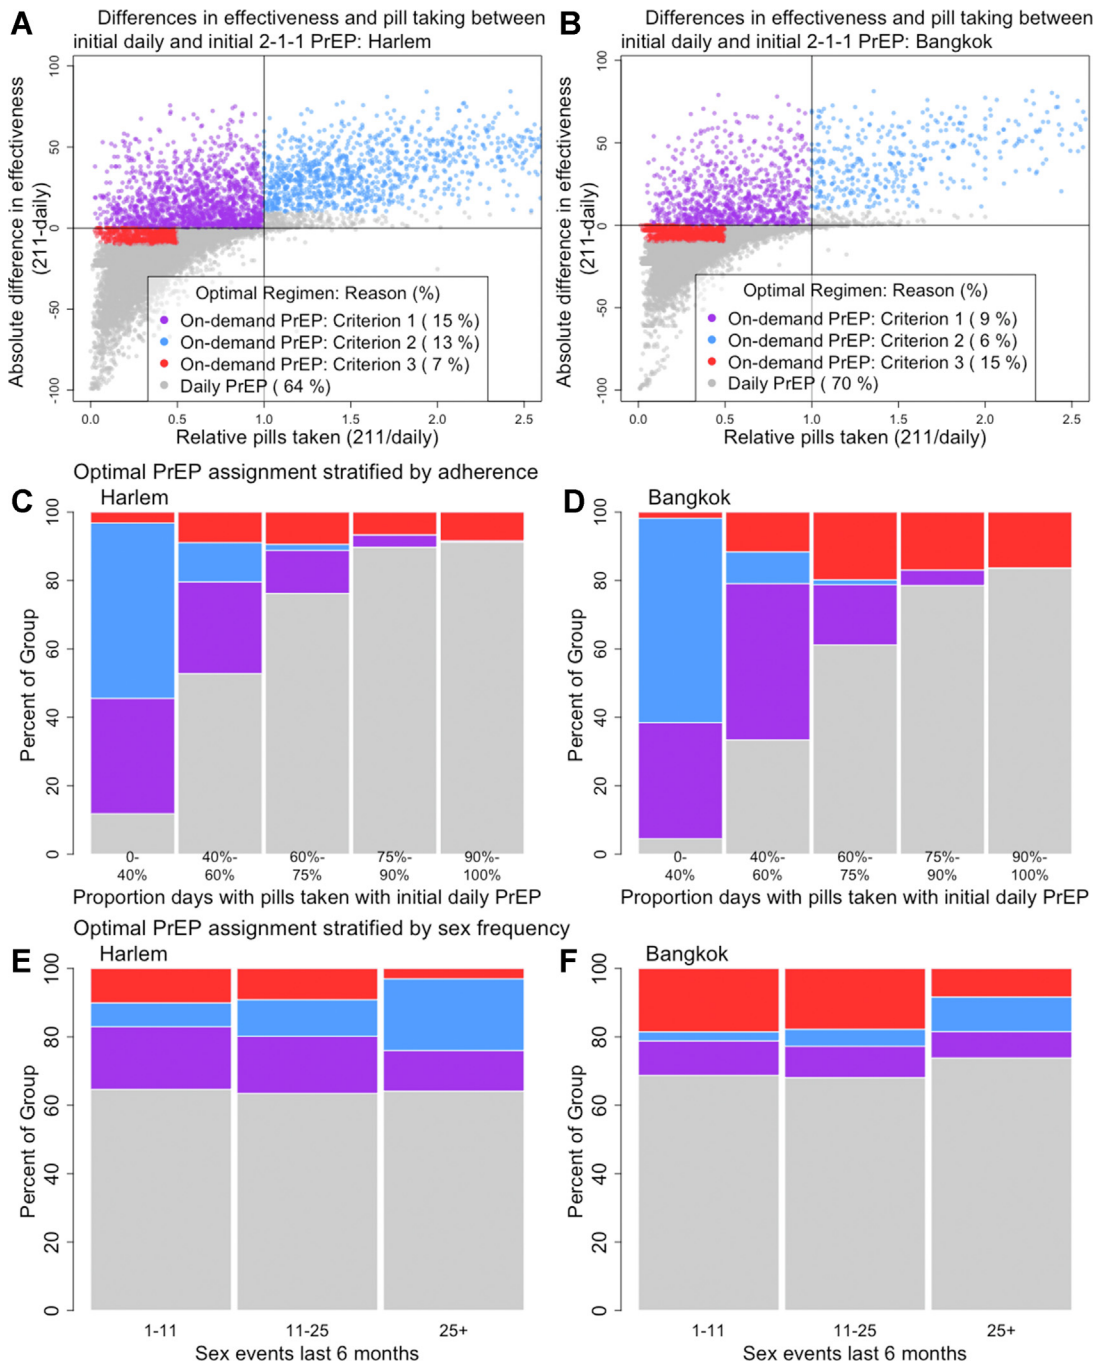 A
Differences in effectiveness and pill taking between
initial daily and initial 2-1-1 PrEP: Harlem
Absolute difference in effectiveness
(211-daily)
100
50
0
-50
-100
Optimal Regimen: Reason (%)
On-demand PrEP: Criterion 1 ( 15 %)
On-demand PrEP: Criterion 2 ( 13 %)
On-demand PrEP: Criterion 3 ( 7 %)
Daily PrEP ( 64 %)
0.0 0.5 1.0 1.5 2.0 2.5
Relative pills taken (211/daily)
B
Differences in effectiveness and pill taking between
initial daily and initial 2-1-1 PrEP: Bangkok
Absolute difference in effectiveness
(211-daily)
100
50
0
-50
-100
Optimal Regimen: Reason (%)
On-demand PrEP: Criterion 1 ( 9 %)
On-demand PrEP: Criterion 2 ( 6 %)
On-demand PrEP: Criterion 3 ( 15 %)
Daily PrEP ( 70 %)
0.0 0.5 1.0 1.5 2.0 2.5
Relative pills taken (211/daily)
Optimal PrEP assignment stratified by adherence
C
Harlem
Percent of Group
100
80
60
40
20
0
0- 40%- 60%- 75%- 90%-
40% 60% 75% 90% 100%
Proportion days with pills taken with initial daily PrEP
D
Bangkok
Percent of Group
100
80
60
40
20
0
0- 40%- 60%- 75%- 90%-
40% 60% 75% 90% 100%
Proportion days with pills taken with initial daily PrEP
Optimal PrEP assignment stratified by sex frequency
E
Harlem
Percent of Group
100
80
60
40
20
0
1-11 11-25 25+
Sex events last 6 months
F
Bangkok
Percent of Group
100
80
60
40
20
0
1-11 11-25 25+
Sex events last 6 months